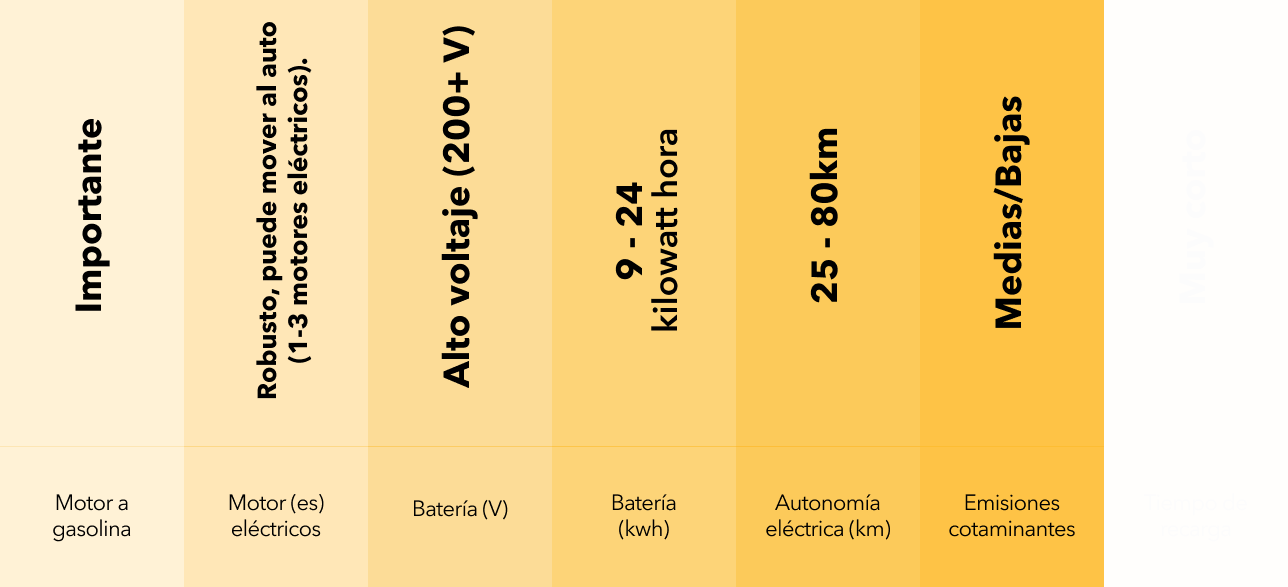 Importante
Robusto, puede mover al auto
(1-3 motores eléctricos).
Alto voltaje (200+ V)
9 - 24
kilowatt hora
25 - 80km
Medias/Bajas
Muy corto
Motor a
gasolina
Motor (es)
eléctricos
Batería (V)
Batería
(kwh)
Autonomía
eléctrica (km)
Emisiones
cotaminantes